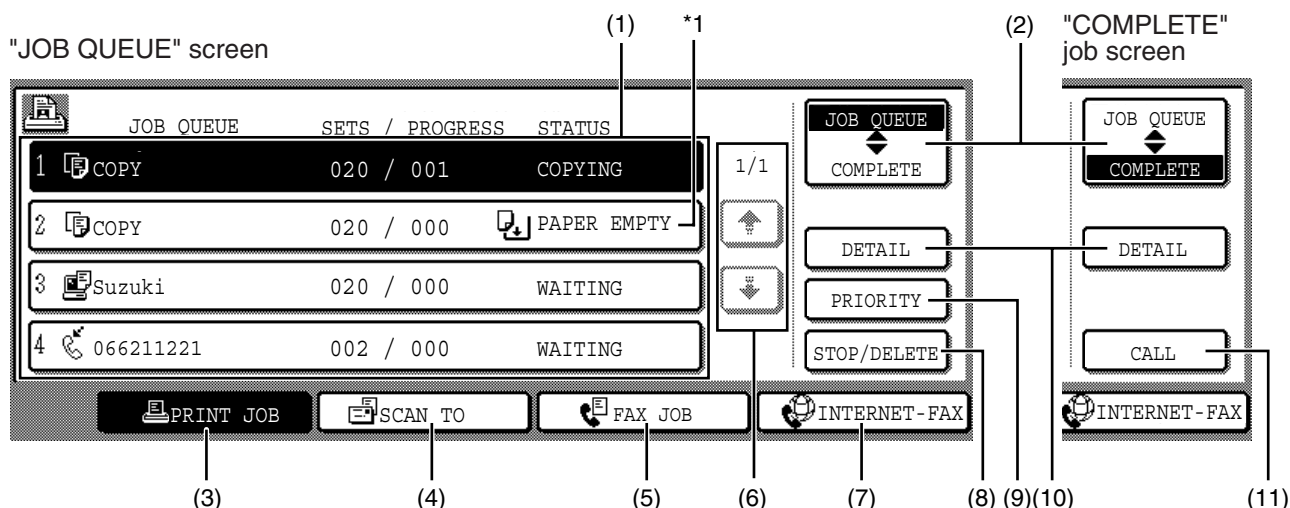 (1) *1 (2) "COMPLETE"
"JOB QUEUE" screen job screen
JOB QUEUE SETS / PROGRESS STATUS JOB QUEUE JOB QUEUE
1 COPY 020 / 001 COPYING 1/1 COMPLETE COMPLETE
2 COPY 020 / 000 PAPER EMPTY
DETAIL DETAIL
3 Suzuki 020 / 000 WAITING PRIORITY
4 066211221 002 / 000 WAITING STOP/DELETE CALL
PRINT JOB SCAN TO FAX JOB INTERNET-FAX INTERNET-FAX
(3) (4) (5) (6) (7) (8) (9)(10) (11)